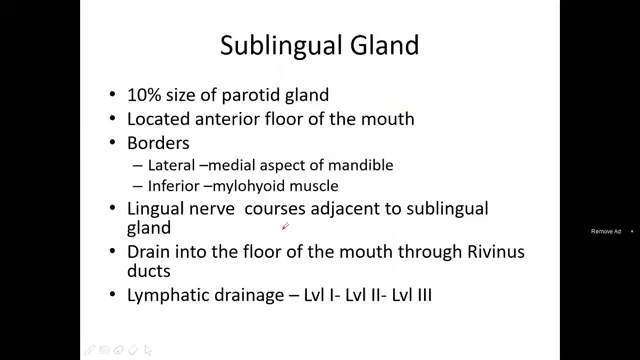 Sublingual Gland
• 10% size of parotid gland
• Located anterior floor of the mouth
• Borders
– Lateral –medial aspect of mandible
– Inferior –mylohyoid muscle
• Lingual nerve courses adjacent to sublingual
gland
• Drain into the floor of the mouth through Rivinus
ducts
• Lymphatic drainage – Lvl I- Lvl II- Lvl III
Remove Ad